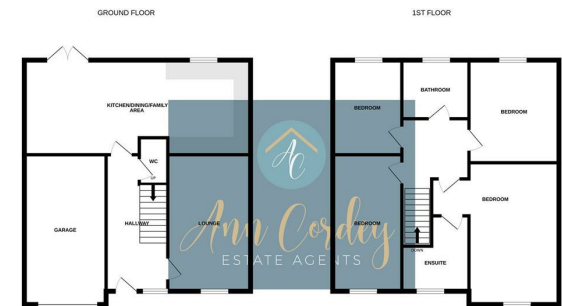 GROUND FLOOR
1ST FLOOR
KITCHEN/DINING/FAMILY
AREA
WC
UP
GARAGE
HALLWAY
LOUNGE
BEDROOM
BATHROOM
BEDROOM
BEDROOM
BEDROOM
DOWN
ENSUITE
AC
Ann Cordey
ESTATE AGENTS